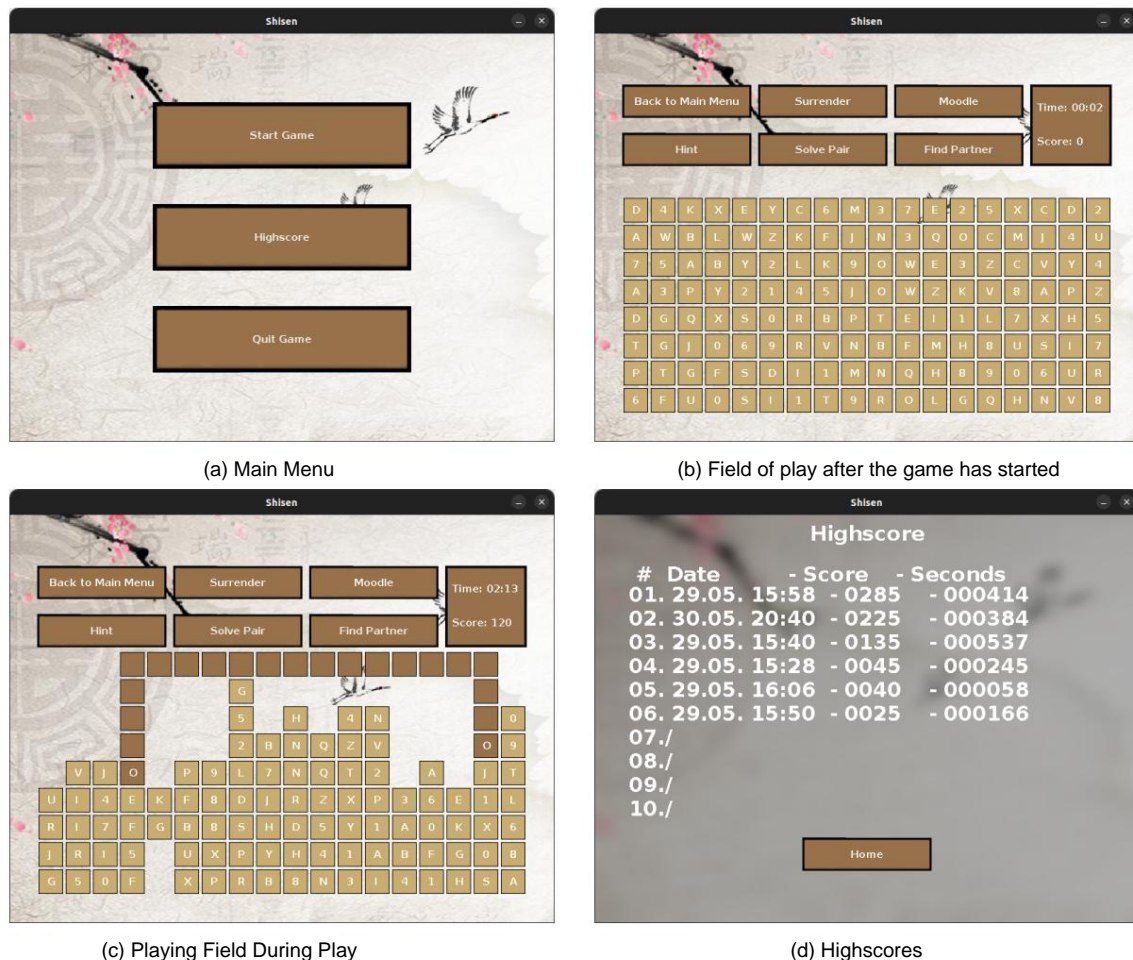 Shisen
Start Game
Highscore
Quit Game
(a) Main Menu
Shisen
Back to Main Menu Surrender Moodle Time: 00:02
Hint Solve Pair Find Partner Score: 0
D 4 K X E Y C 6 M 3 7 E 2 5 X C D 2
A W B L W Z K F J N 3 Q O C M J 4 U
7 5 A B Y 2 L K 9 O W E 3 Z C V Y 4
A 3 P Y 2 1 4 5 J O W Z K V 8 A P Z
D G Q X S 0 R B P T E I 1 L 7 X H 5
T G J 0 6 9 R V N B F M H 8 U S I 7
P T G F S D I 1 M N Q H 8 9 0 6 U R
6 F U 0 S I 1 T 9 R O L G Q H N V 8
(b) Field of play after the game has started
Shisen
Back to Main Menu Surrender Moodle Time: 02:13
Hint Solve Pair Find Partner Score: 120
G
5 H 4 N 0
2 B N Q Z V O 9
V J O P 9 L 7 N Q T 2 A J T
U I 4 E K F 8 D J R Z X P 3 6 E 1 L
R I 7 F G B 8 S H D 5 Y 1 A 0 K X 6
J R I 5 U X P Y H 4 1 A B F G 0 8
G 5 0 F X P R B 8 N 3 I 4 1 H S A
(c) Playing Field During Play
Shisen
Highscore
# Date - Score - Seconds
01. 29.05. 15:58 - 0285 - 000414
02. 30.05. 20:40 - 0225 - 000384
03. 29.05. 15:40 - 0135 - 000537
04. 29.05. 15:28 - 0045 - 000245
05. 29.05. 16:06 - 0040 - 000058
06. 29.05. 15:50 - 0025 - 000166
07./
08./
09./
10./
Home
(d) Highscores